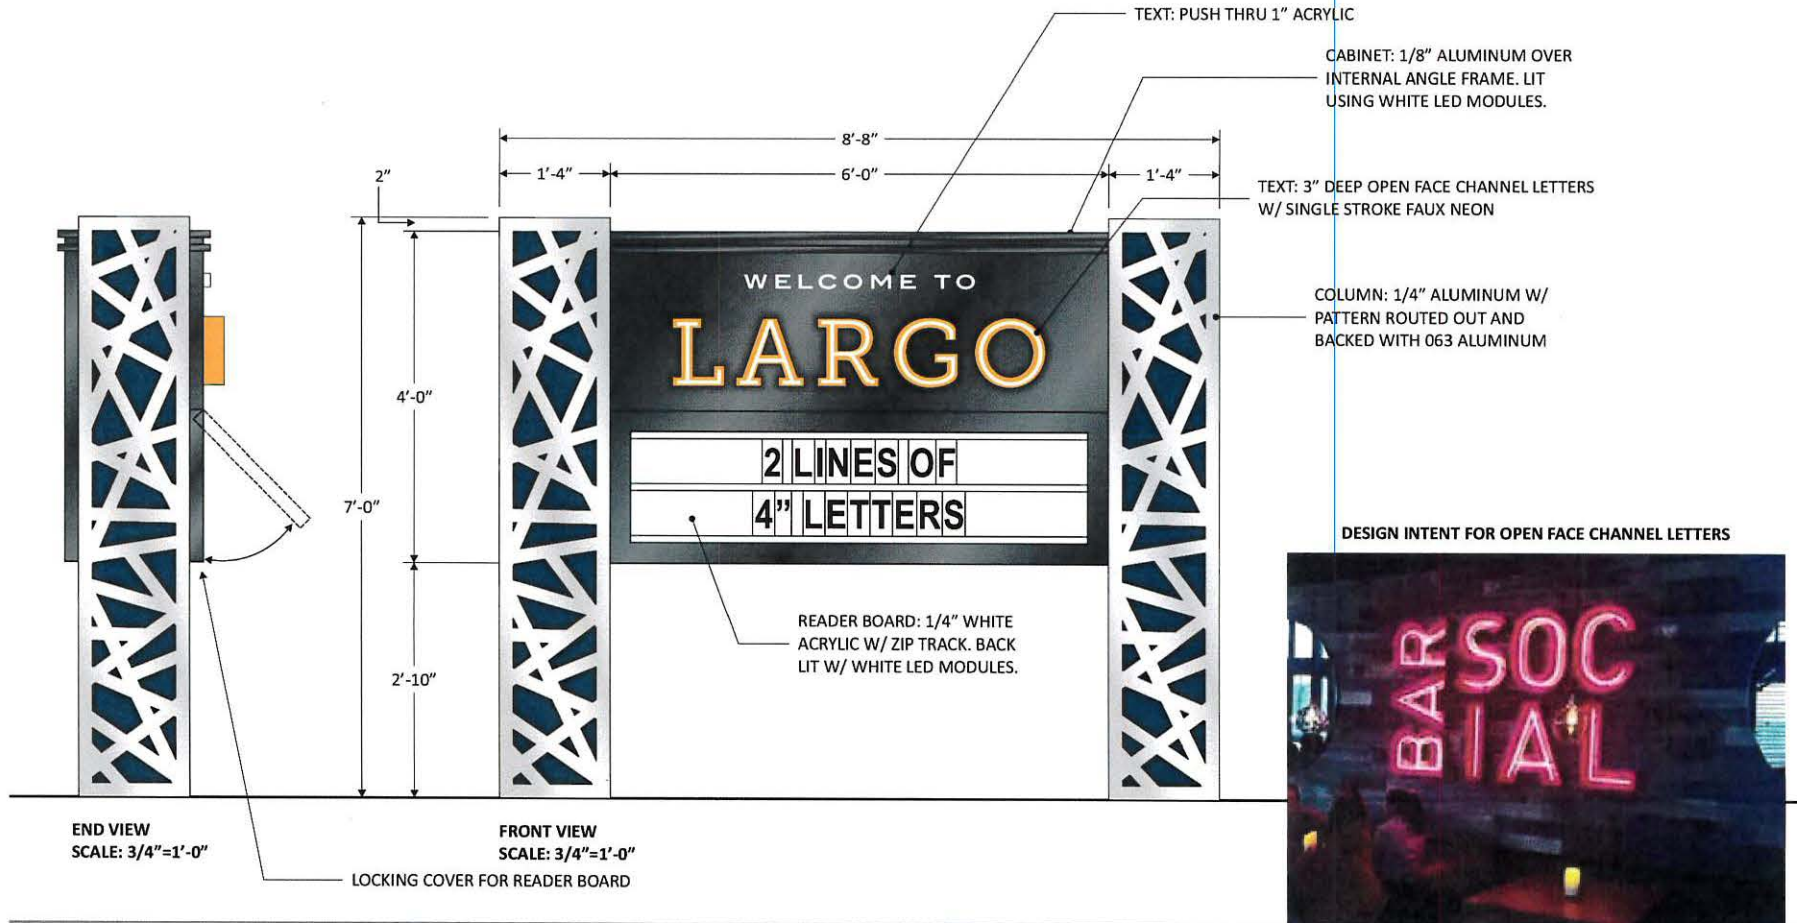 TEXT: PUSH THRU 1” ACRYLIC
CABINET: 1/8” ALUMINUM OVER
INTERNAL ANGLE FRAME. LIT
USING WHITE LED MODULES.
8’-8”
2”
1’-4”
6’-0”
1’-4”
TEXT: 3” DEEP OPEN FACE CHANNEL LETTERS
W/ SINGLE STROKE FAUX NEON
WELCOME TO
LARGO
COLUMN: 1/4” ALUMINUM W/
PATTERN ROUTED OUT AND
BACKED WITH 063 ALUMINUM
4’-0”
2 LINES OF
4” LETTERS
7’-0”
DESIGN INTENT FOR OPEN FACE CHANNEL LETTERS
BAR
SOC
IAL
READER BOARD: 1/4” WHITE
ACRYLIC W/ ZIP TRACK. BACK
LIT W/ WHITE LED MODULES.
2’-10”
END VIEW
SCALE: 3/4”=1’-0”
FRONT VIEW
SCALE: 3/4”=1’-0”
LOCKING COVER FOR READER BOARD